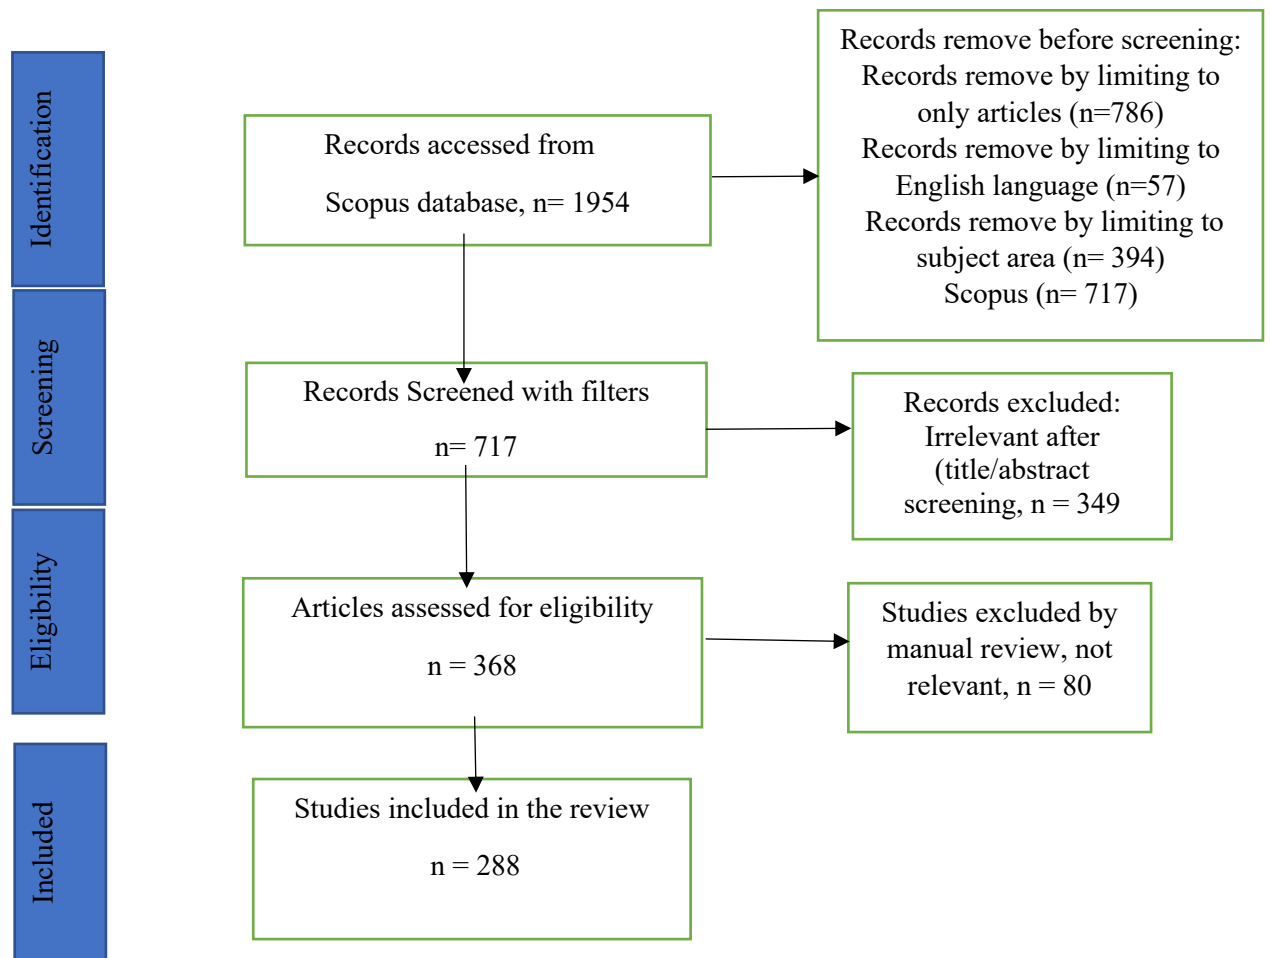 Identification
Records accessed from
Scopus database, n= 1954
Records remove before screening:
Records remove by limiting to
only articles (n=786)
Records remove by limiting to
English language (n=57)
Records remove by limiting to
subject area (n= 394)
Scopus (n= 717)
Screening
Records Screened with filters
n= 717
Records excluded:
Irrelevant after
(title/abstract
screening, n = 349
Eligibility
Articles assessed for eligibility
n = 368
Studies excluded by
manual review, not
relevant, n = 80
Included
Studies included in the review
n = 288